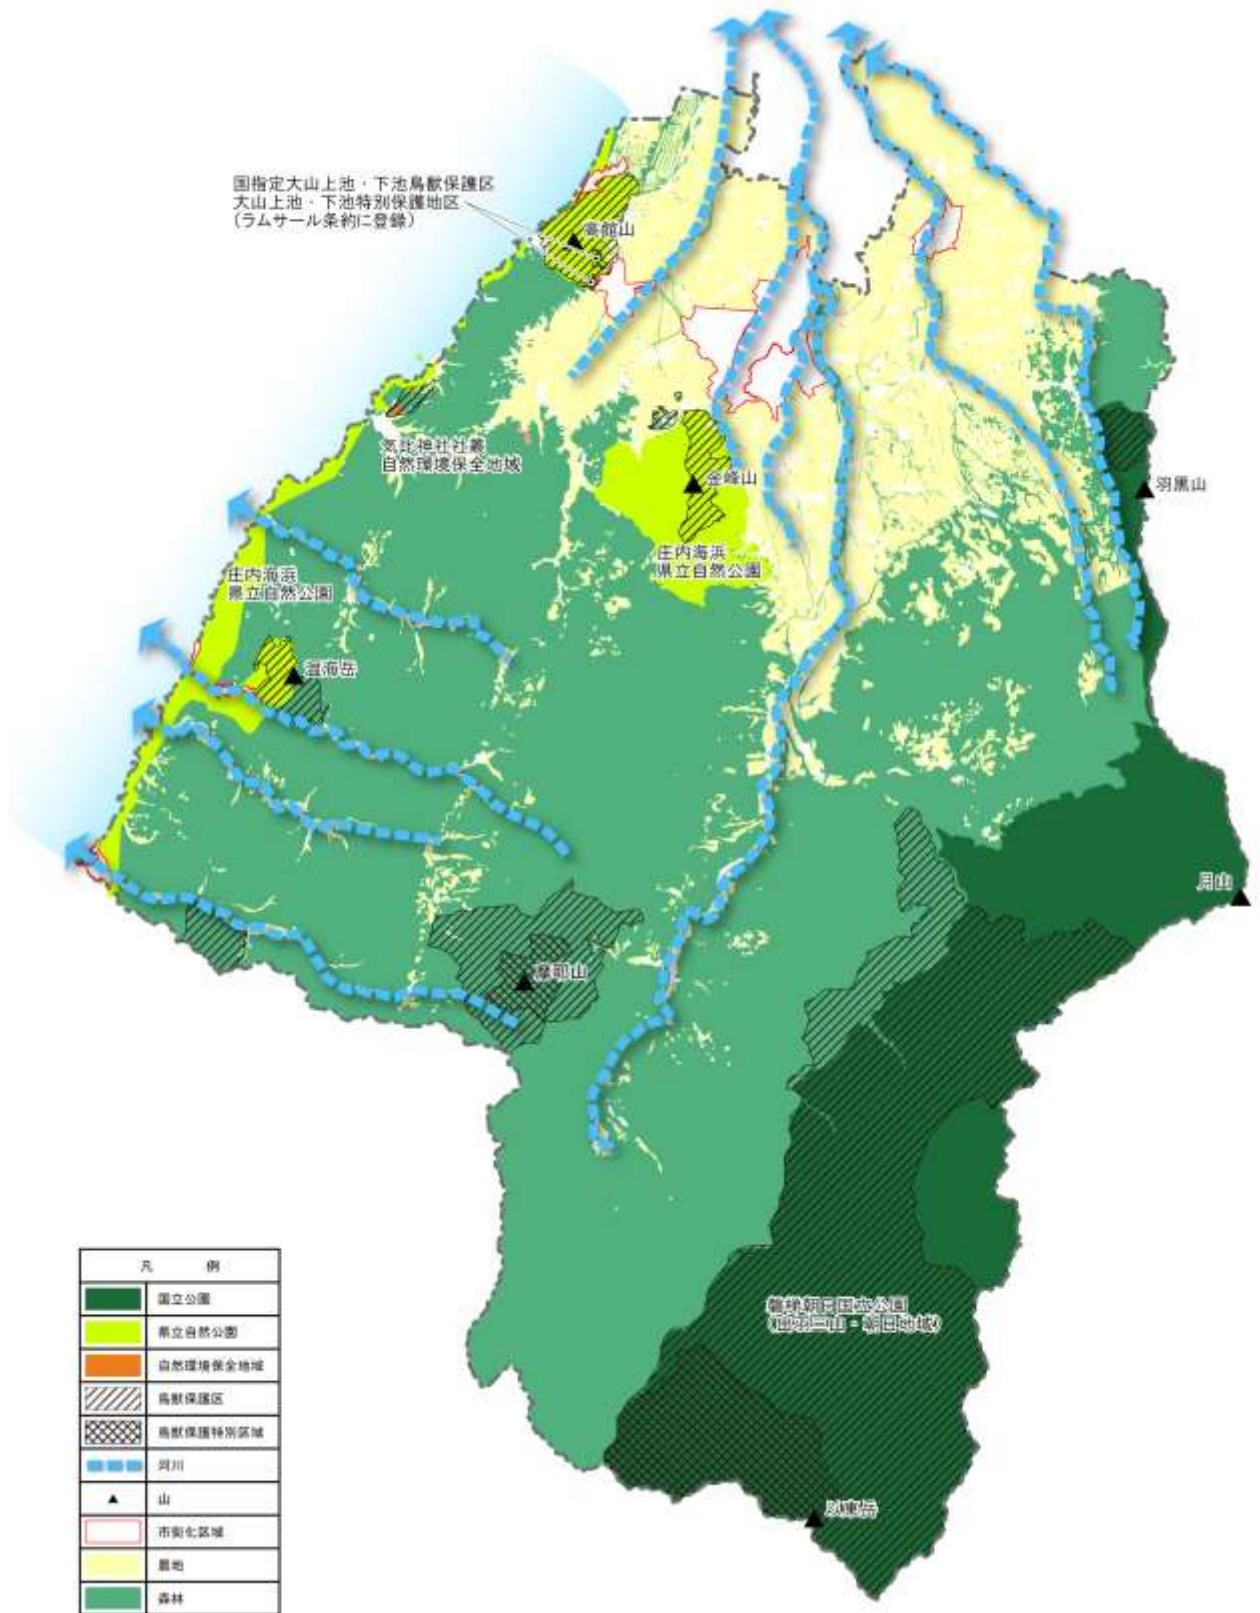 国指定大山上池・下池鳥獣保護区
大山上池・下池特別保護地区
(ラムサール条約に登録)
高館山
気比神社社叢
自然環境保全地域
金峰山
羽黒山
庄内海浜
県立自然公園
庄内海浜
県立自然公園
温海岳
月山
摩耶山
磐梯朝日国立公園
(出羽三山・朝日地域)
以東岳
凡 例
国立公園
県立自然公園
自然環境保全地域
鳥獣保護区
鳥獣保護特別区域
河川
山
市街化区域
農地
森林